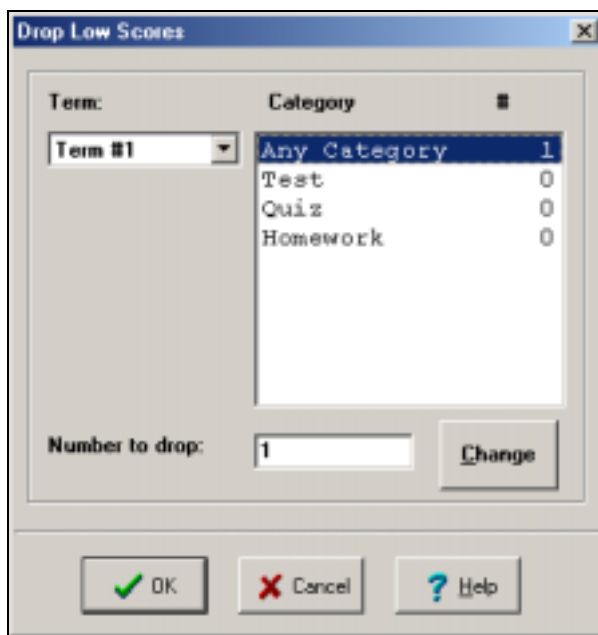 Drop Low Scores
Term: Category #
Term #1
Any Category 1
Test 0
Quiz 0
Homework 0
Number to drop: 1
Change
OK Cancel ? Help